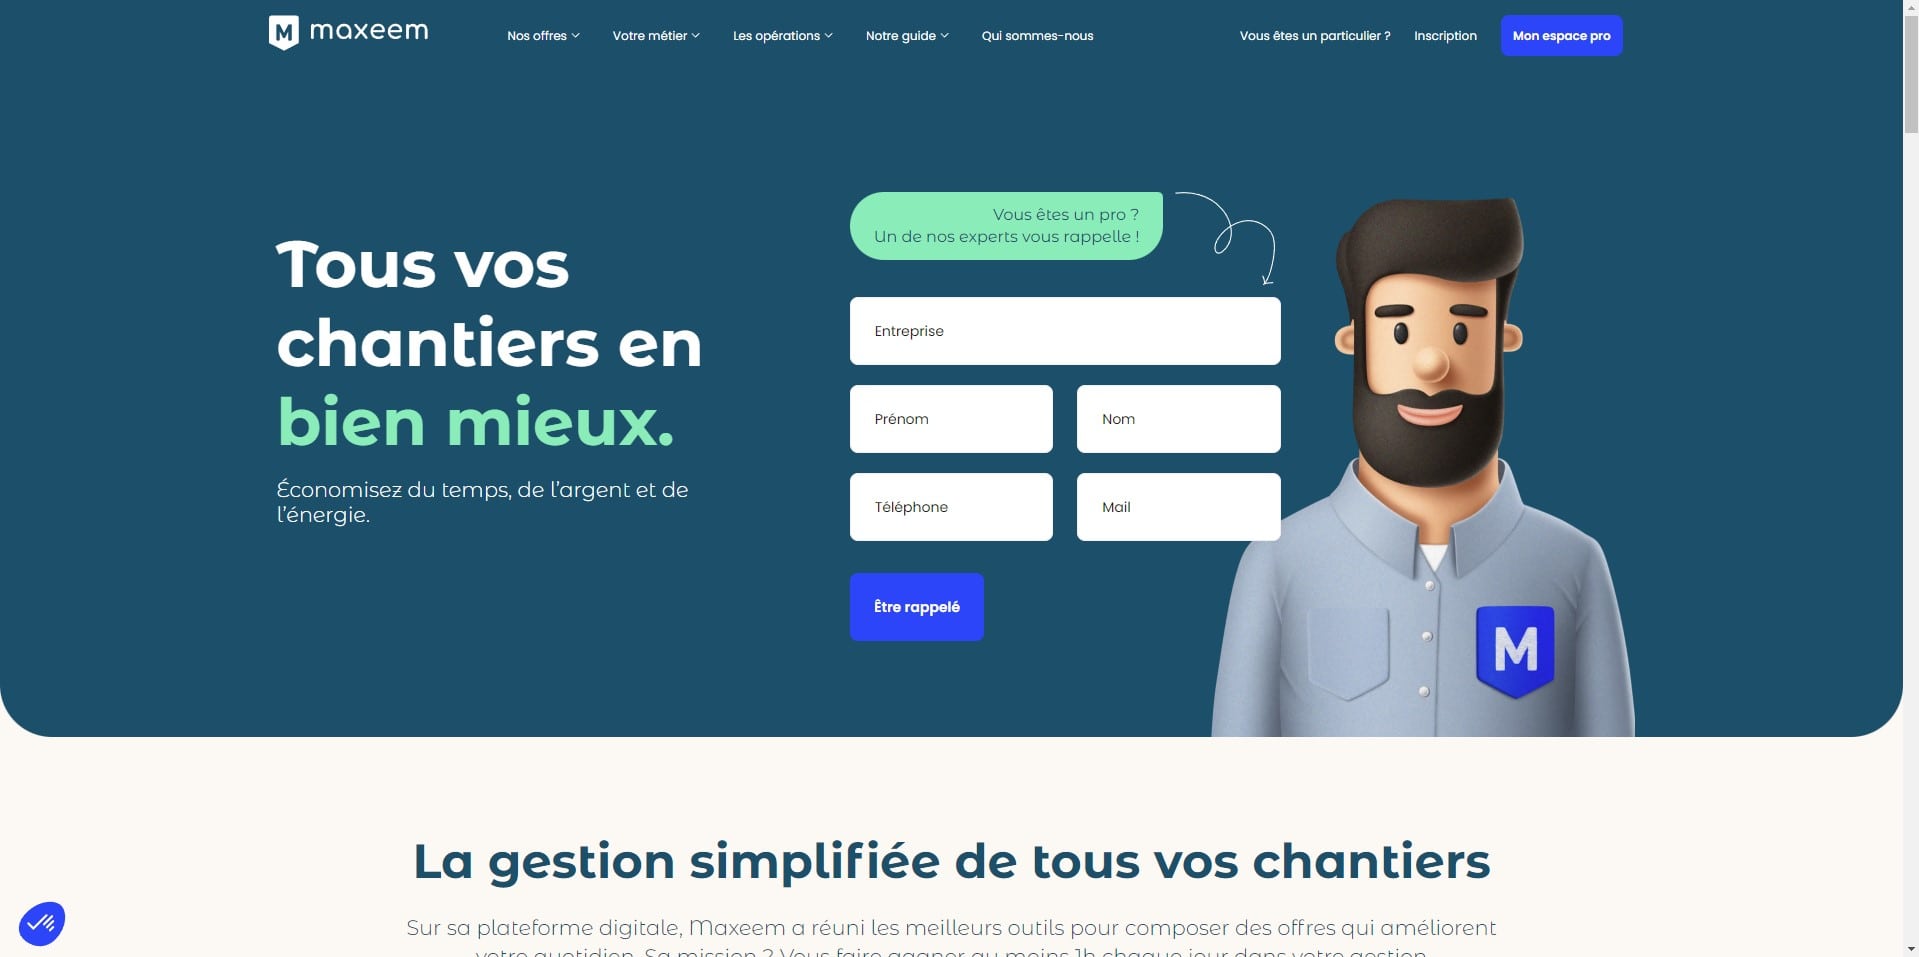 M maxeem
Nos offres
Votre métier
Les opérations
Notre guide
Qui sommes-nous
Vous êtes un particulier ?
Inscription
Mon espace pro
Tous vos
chantiers en
bien mieux.
Économisez du temps, de l’argent et de
l’énergie.
Vous êtes un pro ?
Un de nos experts vous rappelle !
Entreprise
Prénom
Nom
Téléphone
Mail
Être rappelé
M
La gestion simplifiée de tous vos chantiers
Sur sa plateforme digitale, Maxeem a réuni les meilleurs outils pour composer des offres qui améliorent
votre quotidien. Sa mission ? Vous faire gagner au moins 1h chaque jour dans votre gestion